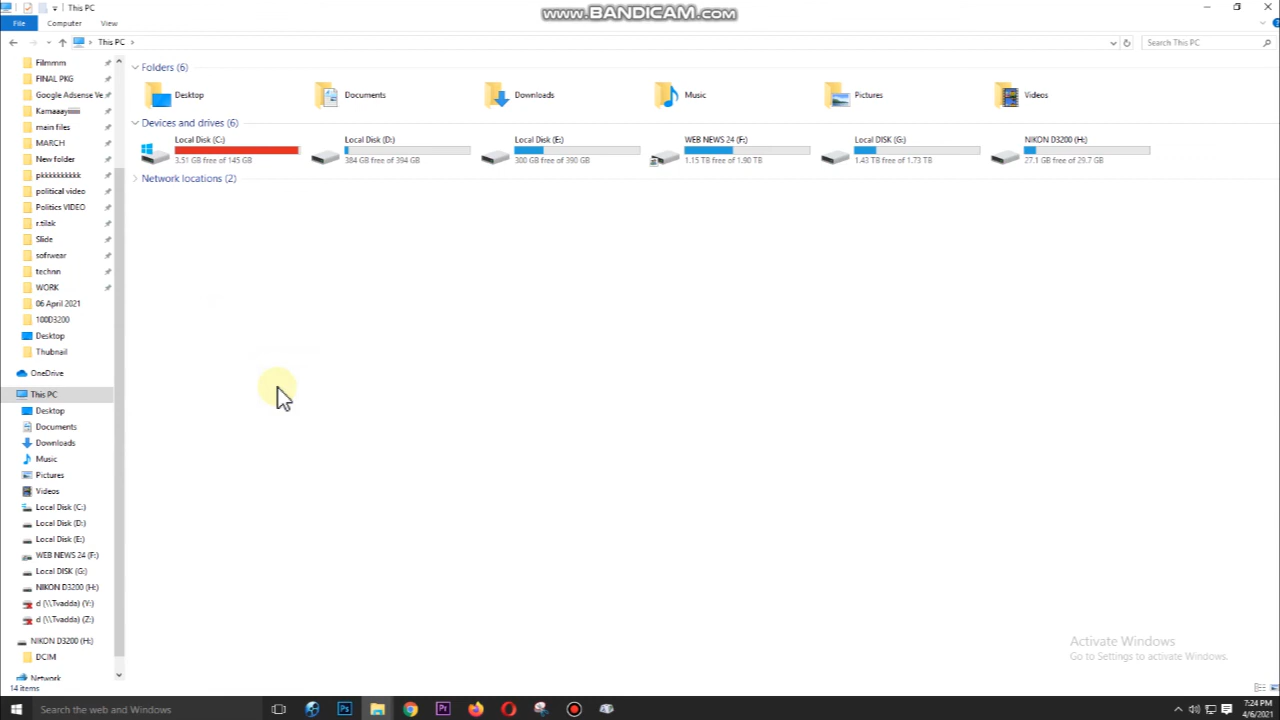 This PC
www.BANDICAM.com
File Computer View
This PC
Search This PC
Filmmm
FINAL PKG
Google Adsense Ve
main files
MARCH
New folder
pkkkkkkkkk
political video
Politics VIDEO
r.tilak
Slide
sofrwear
technn
WORK
06 April 2021
100D3200
Desktop
Thubnail
OneDrive
This PC
Desktop
Documents
Downloads
Music
Pictures
Videos
Local Disk (C:)
Local Disk (D:)
Local Disk (E:)
WEB NEWS 24 (F:)
Local DISK (G:)
NIKON D3200 (H:)
d (\\Tvadda) (Y:)
d (\\Tvadda) (Z:)
NIKON D3200 (H:)
DCIM
Network
14 items
Folders (6)
Desktop Documents Downloads Music Pictures Videos
Devices and drives (6)
Local Disk (C:) Local Disk (D:) Local Disk (E:) WEB NEWS 24 (F:) Local DISK (G:) NIKON D3200 (H:)
3.51 GB free of 145 GB 384 GB free of 394 GB 300 GB free of 390 GB 1.15 TB free of 1.90 TB 1.43 TB free of 1.73 TB 27.1 GB free of 29.7 GB
Network locations (2)
Activate Windows
Go to Settings to activate Windows.
Search the web and Windows
Ps
Pr
7:24 PM
4/6/2021